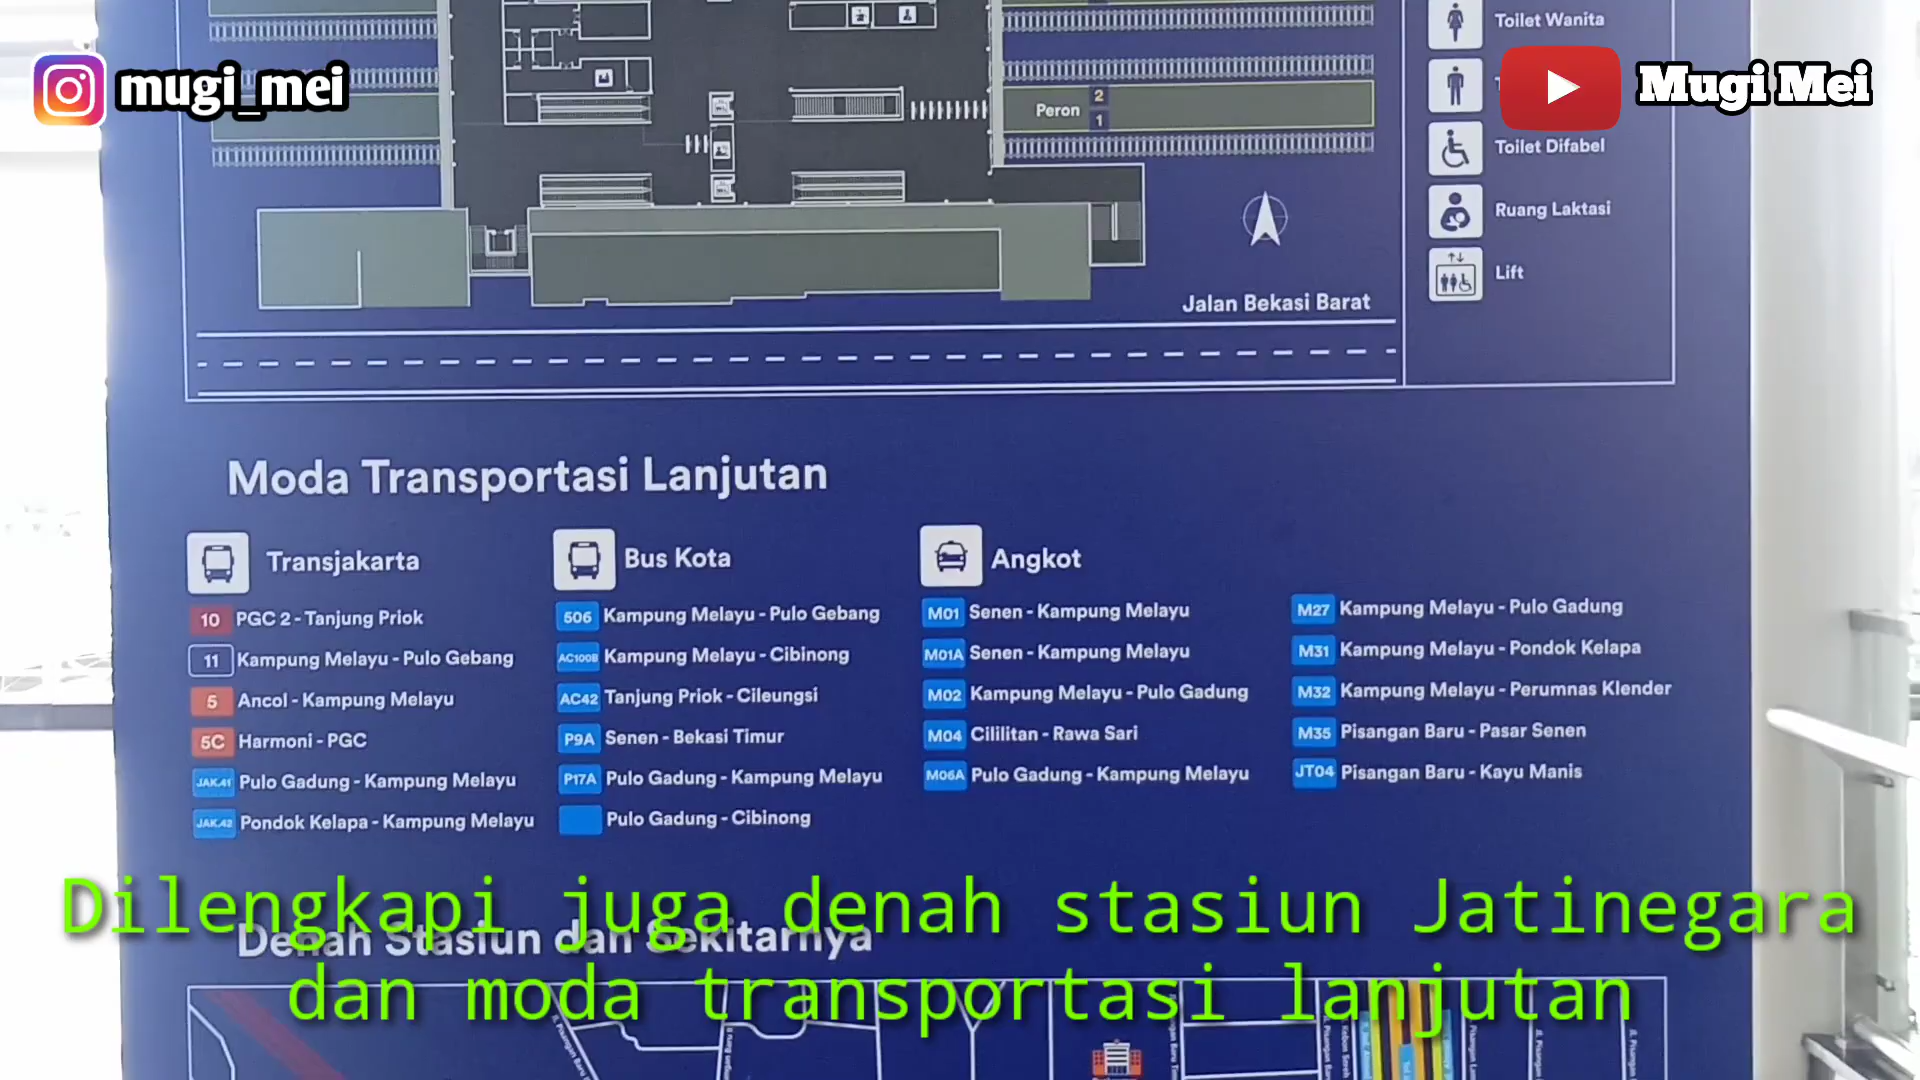 Toilet Wanita
mugi_mei
Mugi Mei
Peron 2
1
Toilet Difabel
Ruang Laktasi
Lift
Jalan Bekasi Barat
Moda Transportasi Lanjutan
Transjakarta
10 PGC 2 - Tanjung Priok
11 Kampung Melayu - Pulo Gebang
5 Ancol - Kampung Melayu
5C Harmoni - PGC
JAK.41 Pulo Gadung - Kampung Melayu
JAK.42 Pondok Kelapa - Kampung Melayu
Bus Kota
506 Kampung Melayu - Pulo Gebang
AC100B Kampung Melayu - Cibinong
AC42 Tanjung Priok - Cileungsi
P9A Senen - Bekasi Timur
P17A Pulo Gadung - Kampung Melayu
Pulo Gadung - Cibinong
Angkot
M01 Senen - Kampung Melayu
M01A Senen - Kampung Melayu
M02 Kampung Melayu - Pulo Gadung
M04 Cililitan - Rawa Sari
M06A Pulo Gadung - Kampung Melayu
M27 Kampung Melayu - Pulo Gadung
M31 Kampung Melayu - Pondok Kelapa
M32 Kampung Melayu - Perumnas Klender
M35 Pisangan Baru - Pasar Senen
JT04 Pisangan Baru - Kayu Manis
Dilengkapi juga denah stasiun Jatinegara
dan moda transportasi lanjutan
Denah Stasiun dan Sekitarnya